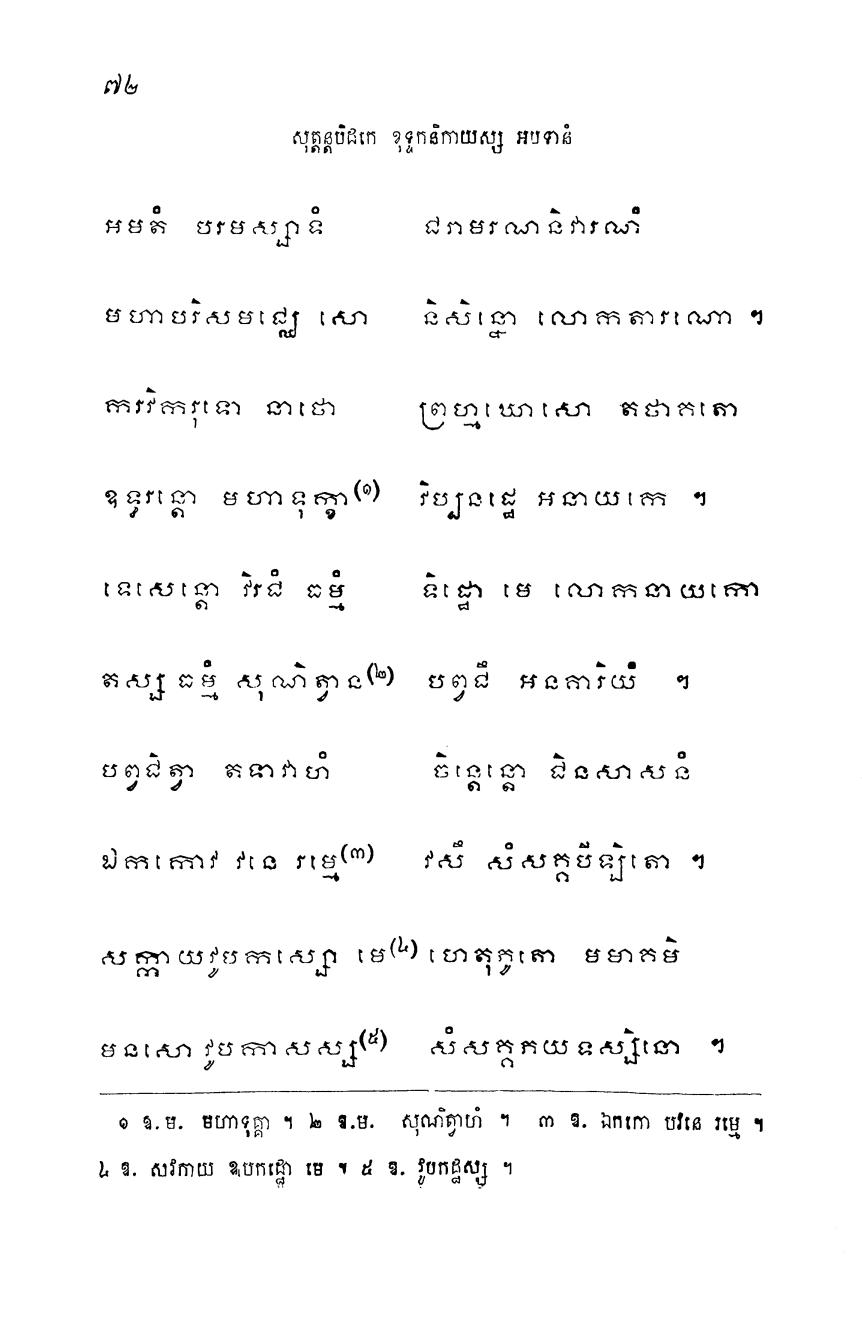 ៧២
សុត្តន្តបិដកេ ខុទ្ទកនិកាយស្ស អបទានំ
អមតំ បរមស្សាទំ ជរាមរណនិវារណំ
មហាបរិសមជ្ឈេ សោ និសិន្នោ លោកតារណោ ។
ករវិករុទោ នាថោ ព្រហ្មឃោសោ តថាគតោ
ឧទ្ធរន្តោ មហាទុក្ខា(១) វិប្បនដ្ឋេ អនាយកេ ។
ទេសេន្តោ វិរជំ ធម្មំ ទិដ្ឋោ មេ លោកនាយកោ
តស្ស ធម្មំ សុណិត្វាន(២) បព្វជឹ អនគារិយំ ។
បព្វជិត្វា តទាវាហំ ចិន្តេន្តោ ជិនសាសនំ
ឯកកោវ វនេ រម្មេ(៣) វសឹ សំសគ្គបីឡិតោ ។
សក្កាយវូបកស្សោ មេ(៤) ហេតុភូតោ មមាគមិ
មនសោ វូបកាសស្ស(៥) សំសគ្គភយទស្សិនោ ។
១ ឱ.ម. មហាទុគ្គា ។ ២ ឱ.ម. សុណិត្វាហំ ។ ៣ ឱ. ឯកកោ បវនេ រម្មេ ។
៤ ឱ. សវិកាយ ឩបកដ្ឋោ មេ ។ ៥ ឱ. វូបកដ្ឋស្ស ។